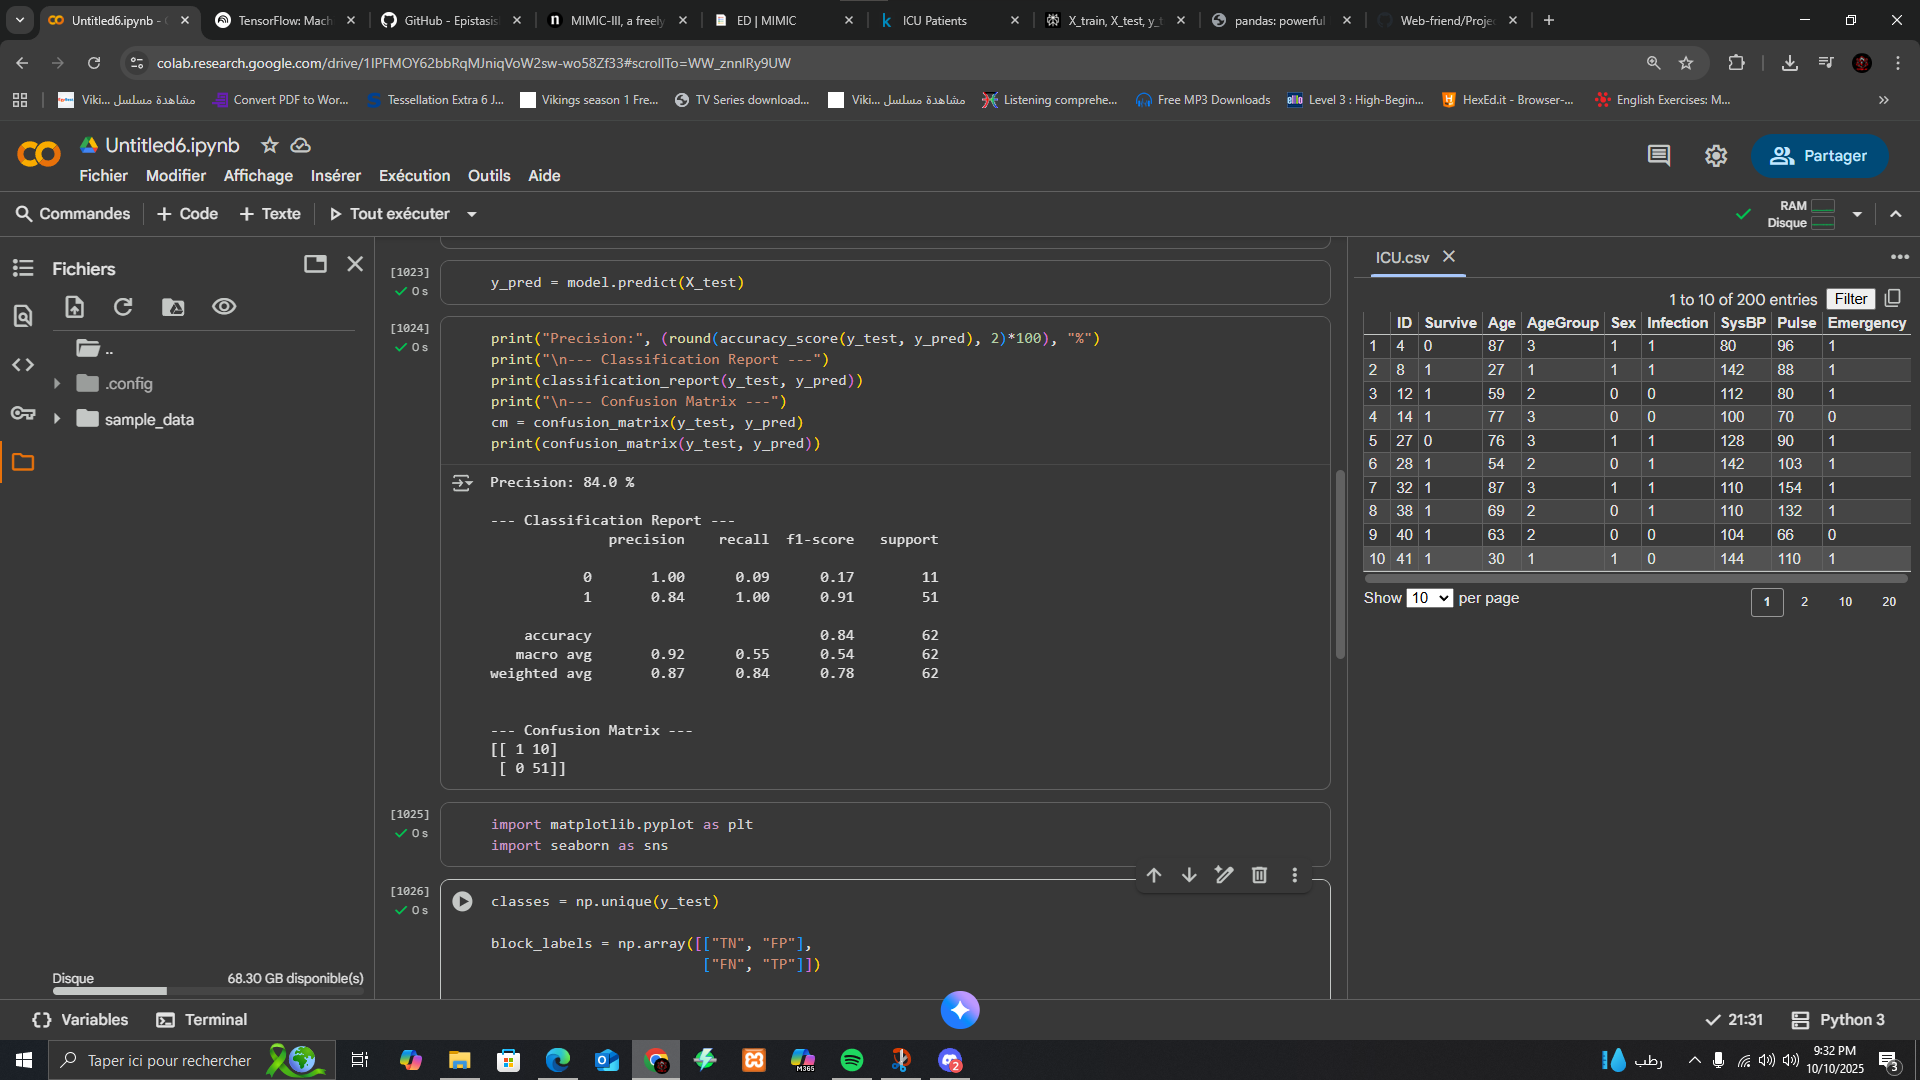 Untitled6.ipynb -
TensorFlow: Mach
GitHub - Epistasis
MIMIC-III, a freely
ED | MIMIC
ICU Patients
X_train, X_test, y_t
pandas: powerful
Web-friend/Projec
colab.research.google.com/drive/1IPFMOY62bbRqMJniqVoW2sw-wo58Zf33#scrollTo=WW_znnlRy9UW
Viki... مشاهدة مسلسل
Convert PDF to Wor...
Tessellation Extra 6 J...
Vikings season 1 Fre...
TV Series download...
Viki... مشاهدة مسلسل
Listening comprehe...
Free MP3 Downloads
Level 3 : High-Begin...
HexEd.it - Browser-...
English Exercises: M...
Untitled6.ipynb
Partager
Fichier Modifier Affichage Insérer Exécution Outils Aide
Commandes + Code + Texte Tout exécuter
RAM
Disque
Fichiers
..
.config
sample_data
Disque 68.30 GB disponible(s)
[1023]
0 s
y_pred = model.predict(X_test)
[1024]
0 s
print("Precision:", (round(accuracy_score(y_test, y_pred), 2)*100), "%")
print("\n--- Classification Report ---")
print(classification_report(y_test, y_pred))
print("\n--- Confusion Matrix ---")
cm = confusion_matrix(y_test, y_pred)
print(confusion_matrix(y_test, y_pred))
Precision: 84.0 %
--- Classification Report ---
precision recall f1-score support
0 1.00 0.09 0.17 11
1 0.84 1.00 0.91 51
accuracy 0.84 62
macro avg 0.92 0.55 0.54 62
weighted avg 0.87 0.84 0.78 62
--- Confusion Matrix ---
[[ 1 10]
[ 0 51]]
[1025]
0 s
import matplotlib.pyplot as plt
import seaborn as sns
[1026]
0 s
classes = np.unique(y_test)
block_labels = np.array([["TN", "FP"],
["FN", "TP"]])
ICU.csv
1 to 10 of 200 entries Filter
ID Survive Age AgeGroup Sex Infection SysBP Pulse Emergency
1 4 0 87 3 1 1 80 96 1
2 8 1 27 1 1 1 142 88 1
3 12 1 59 2 0 0 112 80 1
4 14 1 77 3 0 0 100 70 0
5 27 0 76 3 1 1 128 90 1
6 28 1 54 2 0 1 142 103 1
7 32 1 87 3 1 1 110 154 1
8 38 1 69 2 0 1 110 132 1
9 40 1 63 2 0 0 104 66 0
10 41 1 30 1 1 0 144 110 1
Show 10 per page
1 2 10 20
Variables Terminal
21:31 Python 3
Taper ici pour rechercher
M365
2
رطب
9:32 PM
10/10/2025
3